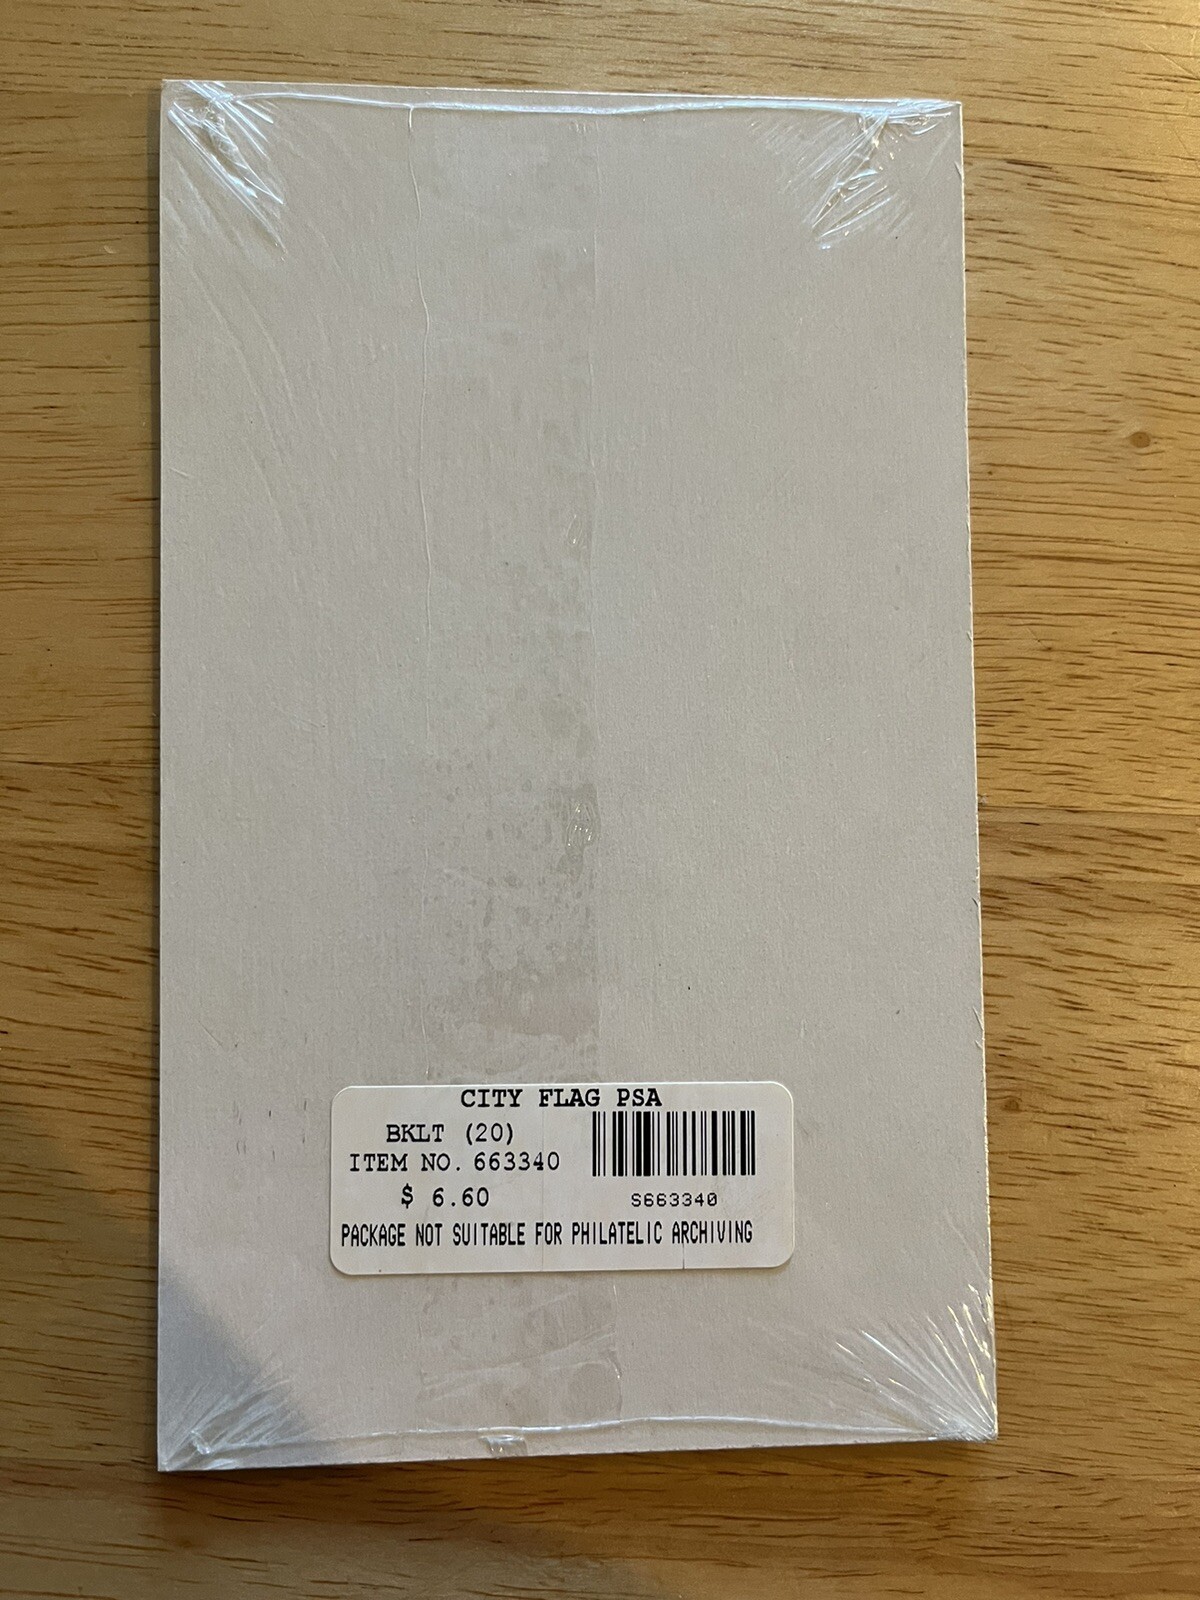 CITY FLAG PSA
BKLT (20)
ITEM NO. 663340
$ 6.60
S663340
PACKAGE NOT SUITABLE FOR PHILATELIC ARCHIVING